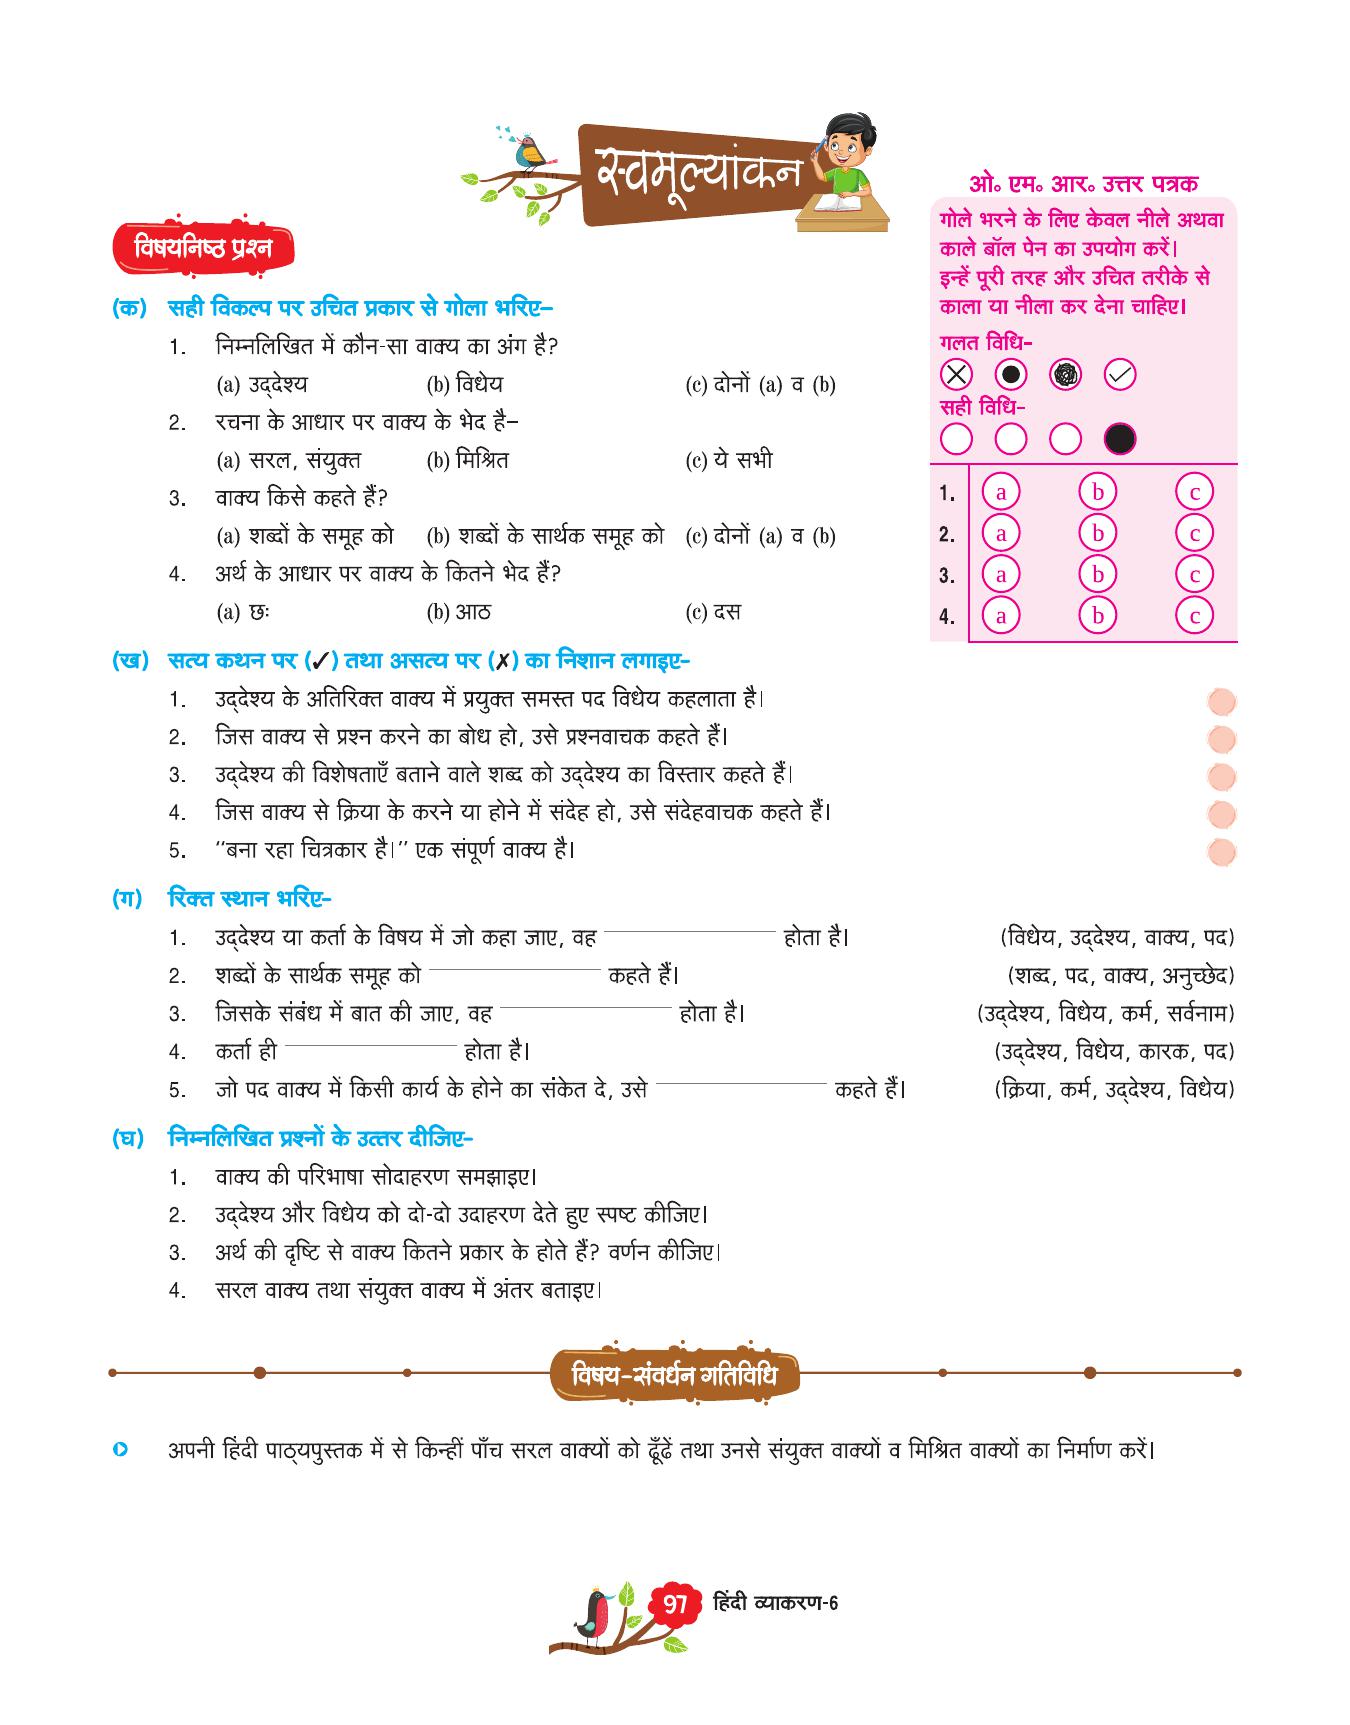 स्वमूल्यांकन
विषयनिष्ठ प्रश्न
(क) सही विकल्प पर उचित प्रकार से गोला भरिए–
1. निम्नलिखित में कौन-सा वाक्य का अंग है?
(a) उद्देश्य (b) विधेय (c) दोनों (a) व (b)
2. रचना के आधार पर वाक्य के भेद है–
(a) सरल, संयुक्त (b) मिश्रित (c) ये सभी
3. वाक्य किसे कहते हैं?
(a) शब्दों के समूह को (b) शब्दों के सार्थक समूह को (c) दोनों (a) व (b)
4. अर्थ के आधार पर वाक्य के कितने भेद हैं?
(a) छः (b) आठ (c) दस
ओ॰ एम॰ आर॰ उत्तर पत्रक
गोले भरने के लिए केवल नीले अथवा
काले बॉल पेन का उपयोग करें।
इन्हें पूरी तरह और उचित तरीके से
काला या नीला कर देना चाहिए।
गलत विधि–
सही विधि–
1. a b c
2. a b c
3. a b c
4. a b c
(ख) सत्य कथन पर (✓) तथा असत्य पर (✗) का निशान लगाइए–
1. उद्देश्य के अतिरिक्त वाक्य में प्रयुक्त समस्त पद विधेय कहलाता है।
2. जिस वाक्य से प्रश्न करने का बोध हो, उसे प्रश्नवाचक कहते हैं।
3. उद्देश्य की विशेषताएँ बताने वाले शब्द को उद्देश्य का विस्तार कहते हैं।
4. जिस वाक्य से क्रिया के करने या होने में संदेह हो, उसे संदेहवाचक कहते हैं।
5. “बना रहा चित्रकार है।” एक संपूर्ण वाक्य है।
(ग) रिक्त स्थान भरिए–
1. उद्देश्य या कर्ता के विषय में जो कहा जाए, वह ________ होता है। (विधेय, उद्देश्य, वाक्य, पद)
2. शब्दों के सार्थक समूह को ________ कहते हैं। (शब्द, पद, वाक्य, अनुच्छेद)
3. जिसके संबंध में बात की जाए, वह ________ होता है। (उद्देश्य, विधेय, कर्म, सर्वनाम)
4. कर्ता ही ________ होता है। (उद्देश्य, विधेय, कारक, पद)
5. जो पद वाक्य में किसी कार्य के होने का संकेत दे, उसे ________ कहते हैं। (क्रिया, कर्म, उद्देश्य, विधेय)
(घ) निम्नलिखित प्रश्नों के उत्तर दीजिए–
1. वाक्य की परिभाषा सोदाहरण समझाइए।
2. उद्देश्य और विधेय को दो-दो उदाहरण देते हुए स्पष्ट कीजिए।
3. अर्थ की दृष्टि से वाक्य कितने प्रकार के होते हैं? वर्णन कीजिए।
4. सरल वाक्य तथा संयुक्त वाक्य में अंतर बताइए।
विषय–संवर्धन गतिविधि
अपनी हिंदी पाठ्यपुस्तक में से किन्हीं पाँच सरल वाक्यों को ढूँढें तथा उनसे संयुक्त वाक्यों व मिश्रित वाक्यों का निर्माण करें।
97 हिंदी व्याकरण-6